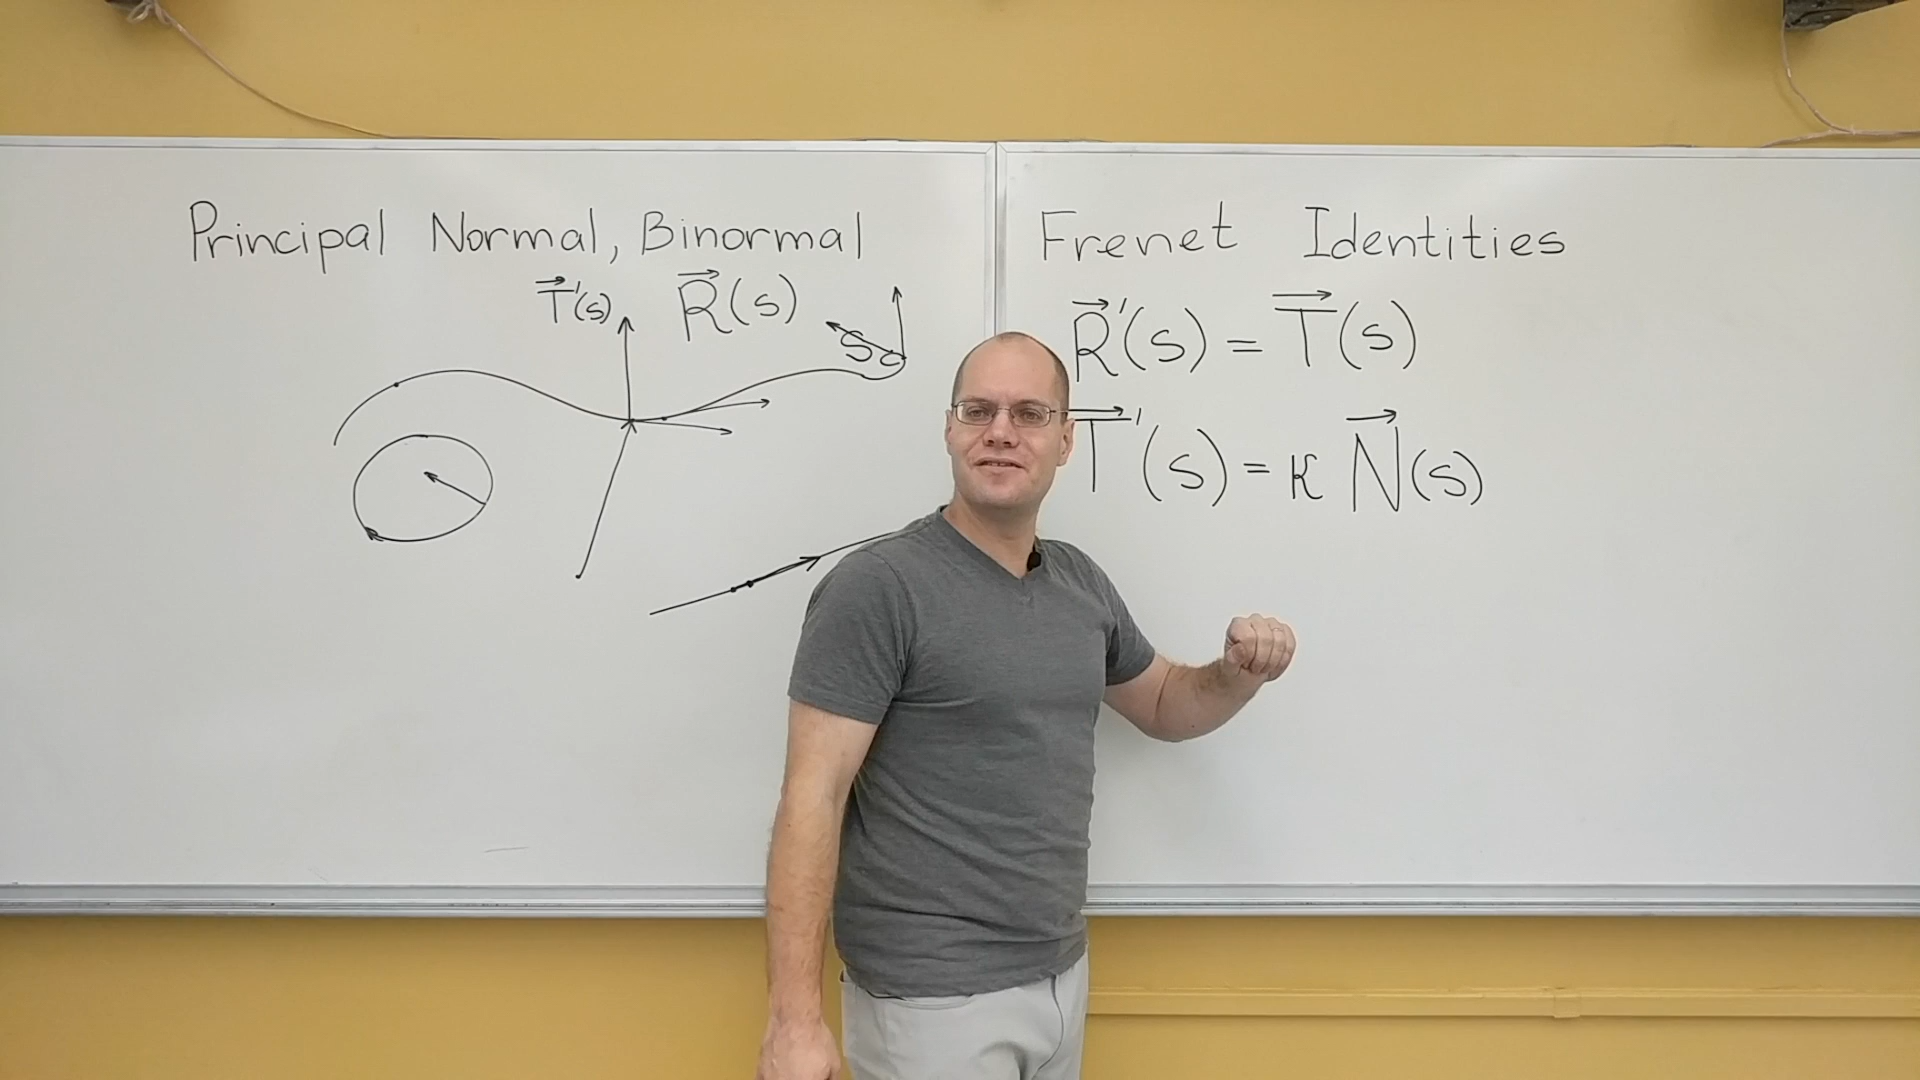 Principal Normal, Binormal
T⃗'(s) R⃗(s)
S
Frenet Identities
R⃗'(s) = T⃗(s)
T⃗'(s) = κ N⃗(s)